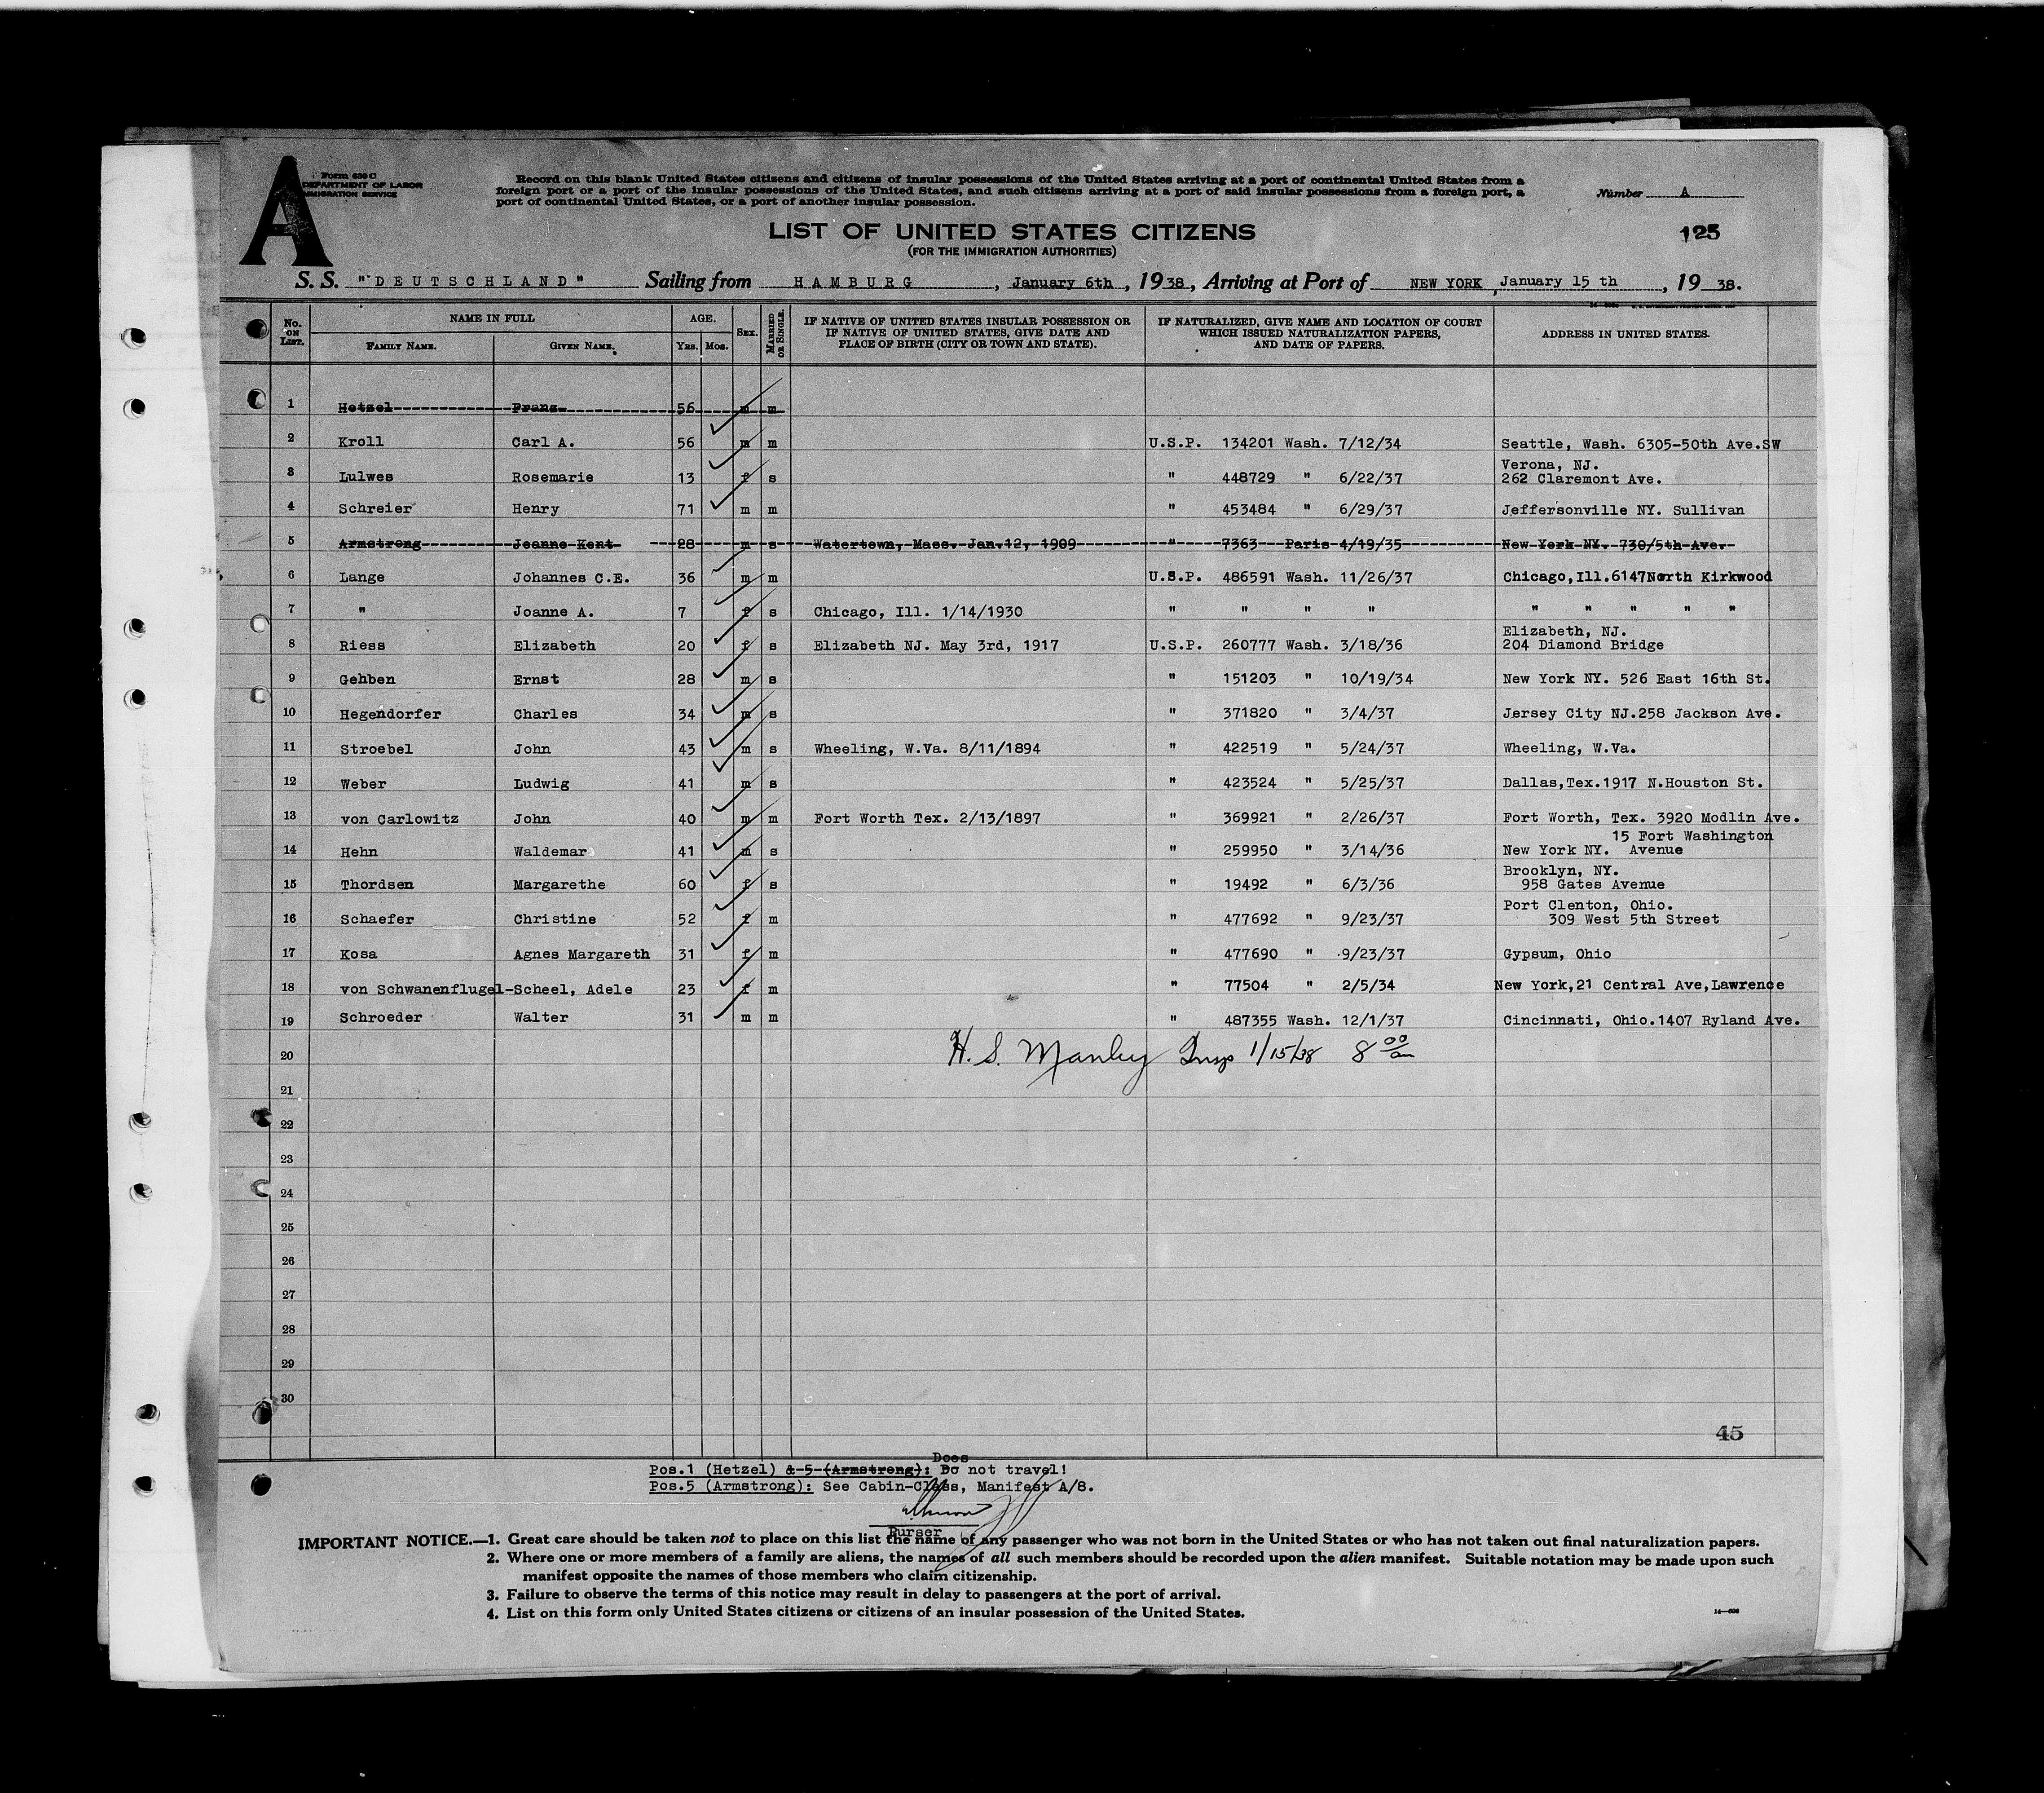 A
Form 630 C
DEPARTMENT OF LABOR
IMMIGRATION SERVICE
Record on this blank United States citizens and citizens of insular possessions of the United States arriving at a port of continental United States from a
foreign port or a port of the insular possessions of the United States, and such citizens arriving at a port of said insular possessions from a foreign port, a
port of continental United States, or a port of another insular possession.
Number A
LIST OF UNITED STATES CITIZENS
125
(FOR THE IMMIGRATION AUTHORITIES)
S. S. "DEUTSCHLAND" Sailing from HAMBURG, January 6th, 1938, Arriving at Port of NEW YORK, January 15 th, 1938.
No. ON LIST. NAME IN FULL AGE. SEX. MARRIED OR SINGLE. IF NATIVE OF UNITED STATES INSULAR POSSESSION OR IF NATIVE OF UNITED STATES, GIVE DATE AND PLACE OF BIRTH (CITY OR TOWN AND STATE). IF NATURALIZED, GIVE NAME AND LOCATION OF COURT WHICH ISSUED NATURALIZATION PAPERS, AND DATE OF PAPERS. ADDRESS IN UNITED STATES.
FAMILY NAME. GIVEN NAME. YRS. MOS.
1 Hetzel Franz 56 m m
2 Kroll Carl A. 56 m m U.S.P. 134201 Wash. 7/12/34 Seattle, Wash. 6305-50th Ave.SW
3 Lulwes Rosemarie 13 f s " 448729 " 6/22/37 Verona, NJ. 262 Claremont Ave.
4 Schreier Henry 71 m m " 453484 " 6/29/37 Jeffersonville NY. Sullivan
5 Armstrong Jeanne Kent 28 m s Watertown, Mass. Jan.12, 1909 " 7363 Paris 4/19/35 New York NY. 730/5th Ave.
6 Lange Johannes C.E. 36 m m U.S.P. 486591 Wash. 11/26/37 Chicago,Ill.6147North Kirkwood
7 " Joanne A. 7 f s Chicago, Ill. 1/14/1930 " " " " " " " " "
8 Riess Elizabeth 20 f s Elizabeth NJ. May 3rd, 1917 U.S.P. 260777 Wash. 3/18/36 Elizabeth, NJ. 204 Diamond Bridge
9 Gehben Ernst 28 m s " 151203 " 10/19/34 New York NY. 526 East 16th St.
10 Hegendorfer Charles 34 m s " 371820 " 3/4/37 Jersey City NJ.258 Jackson Ave.
11 Stroebel John 43 m s Wheeling, W.Va. 8/11/1894 " 422519 " 5/24/37 Wheeling, W.Va.
12 Weber Ludwig 41 m s " 423524 " 5/25/37 Dallas,Tex.1917 N.Houston St.
13 von Carlowitz John 40 m m Fort Worth Tex. 2/13/1897 " 369921 " 2/26/37 Fort Worth, Tex. 3920 Modlin Ave.
14 Hehn Waldemar 41 m s " 259950 " 3/14/36 New York NY. 15 Fort Washington Avenue
15 Thordsen Margarethe 60 f s " 19492 " 6/3/36 Brooklyn, NY. 958 Gates Avenue
16 Schaefer Christine 52 f m " 477692 " 9/23/37 Port Clenton, Ohio. 309 West 5th Street
17 Kosa Agnes Margareth 31 f m " 477690 " 9/23/37 Gypsum, Ohio
18 von Schwanenflugel-Scheel, Adele 23 f m " 77504 " 2/5/34 New York,21 Central Ave,Lawrence
19 Schroeder Walter 31 m m " 487355 Wash. 12/1/37 Cincinnati, Ohio.1407 Ryland Ave.
20 H. S. Manley Insp 1/15/38 8 00 am
21
22
23
24
25
26
27
28
29
30
45
Does
Pos.1 (Hetzel) & 5 (Armstrong): Do not travel!
Pos.5 (Armstrong): See Cabin-Class, Manifest A/8.
Purser
IMPORTANT NOTICE.—1. Great care should be taken not to place on this list the name of any passenger who was not born in the United States or who has not taken out final naturalization papers.
2. Where one or more members of a family are aliens, the names of all such members should be recorded upon the alien manifest. Suitable notation may be made upon such
manifest opposite the names of those members who claim citizenship.
3. Failure to observe the terms of this notice may result in delay to passengers at the port of arrival.
4. List on this form only United States citizens or citizens of an insular possession of the United States.